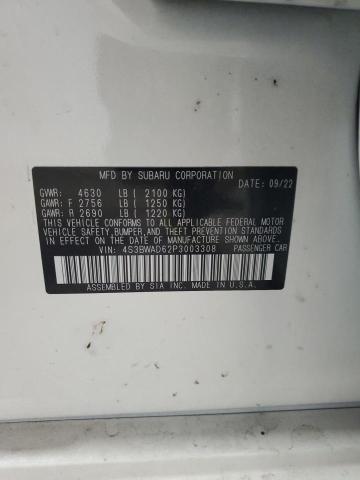 MFD BY SUBARU CORPORATION
DATE: 09/22
GVWR: 4630 LB ( 2100 KG)
GAWR: F 2756 LB ( 1250 KG)
GAWR: R 2690 LB ( 1220 KG)
THIS VEHICLE CONFORMS TO ALL APPLICABLE FEDERAL MOTOR
VEHICLE SAFETY,BUMPER,AND THEFT PREVENTION STANDARDS
IN EFFECT ON THE DATE OF MANUFACTURE SHOWN ABOVE.
VIN: 4S3BWAD62P3003308 PASSENGER CAR
ASSEMBLED BY SIA INC. MADE IN U.S.A.